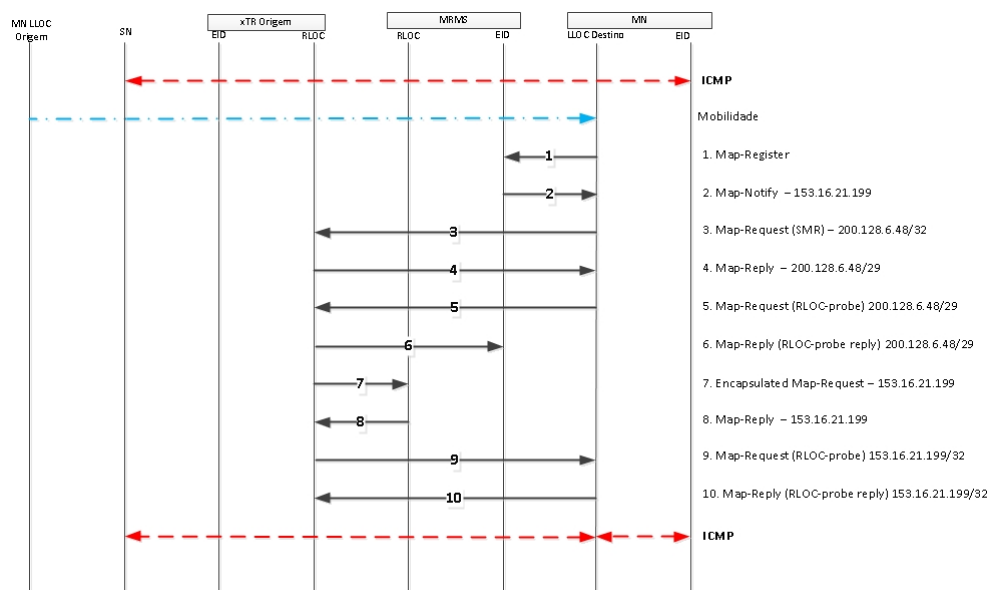 MN LLOC
Origem
SN
xTR Origem
EID
RLOC
MRMS
RLOC
EID
MN
LLOC Destino
EID
ICMP
Mobilidade
1
1. Map-Register
2
2. Map-Notify – 153.16.21.199
3
3. Map-Request (SMR) – 200.128.6.48/32
4
4. Map-Reply – 200.128.6.48/29
5
5. Map-Request (RLOC-probe) 200.128.6.48/29
6
6. Map-Reply (RLOC-probe reply) 200.128.6.48/29
7
7. Encapsulated Map-Request – 153.16.21.199
8
8. Map-Reply – 153.16.21.199
9
9. Map-Request (RLOC-probe) 153.16.21.199/32
10
10. Map-Reply (RLOC-probe reply) 153.16.21.199/32
ICMP